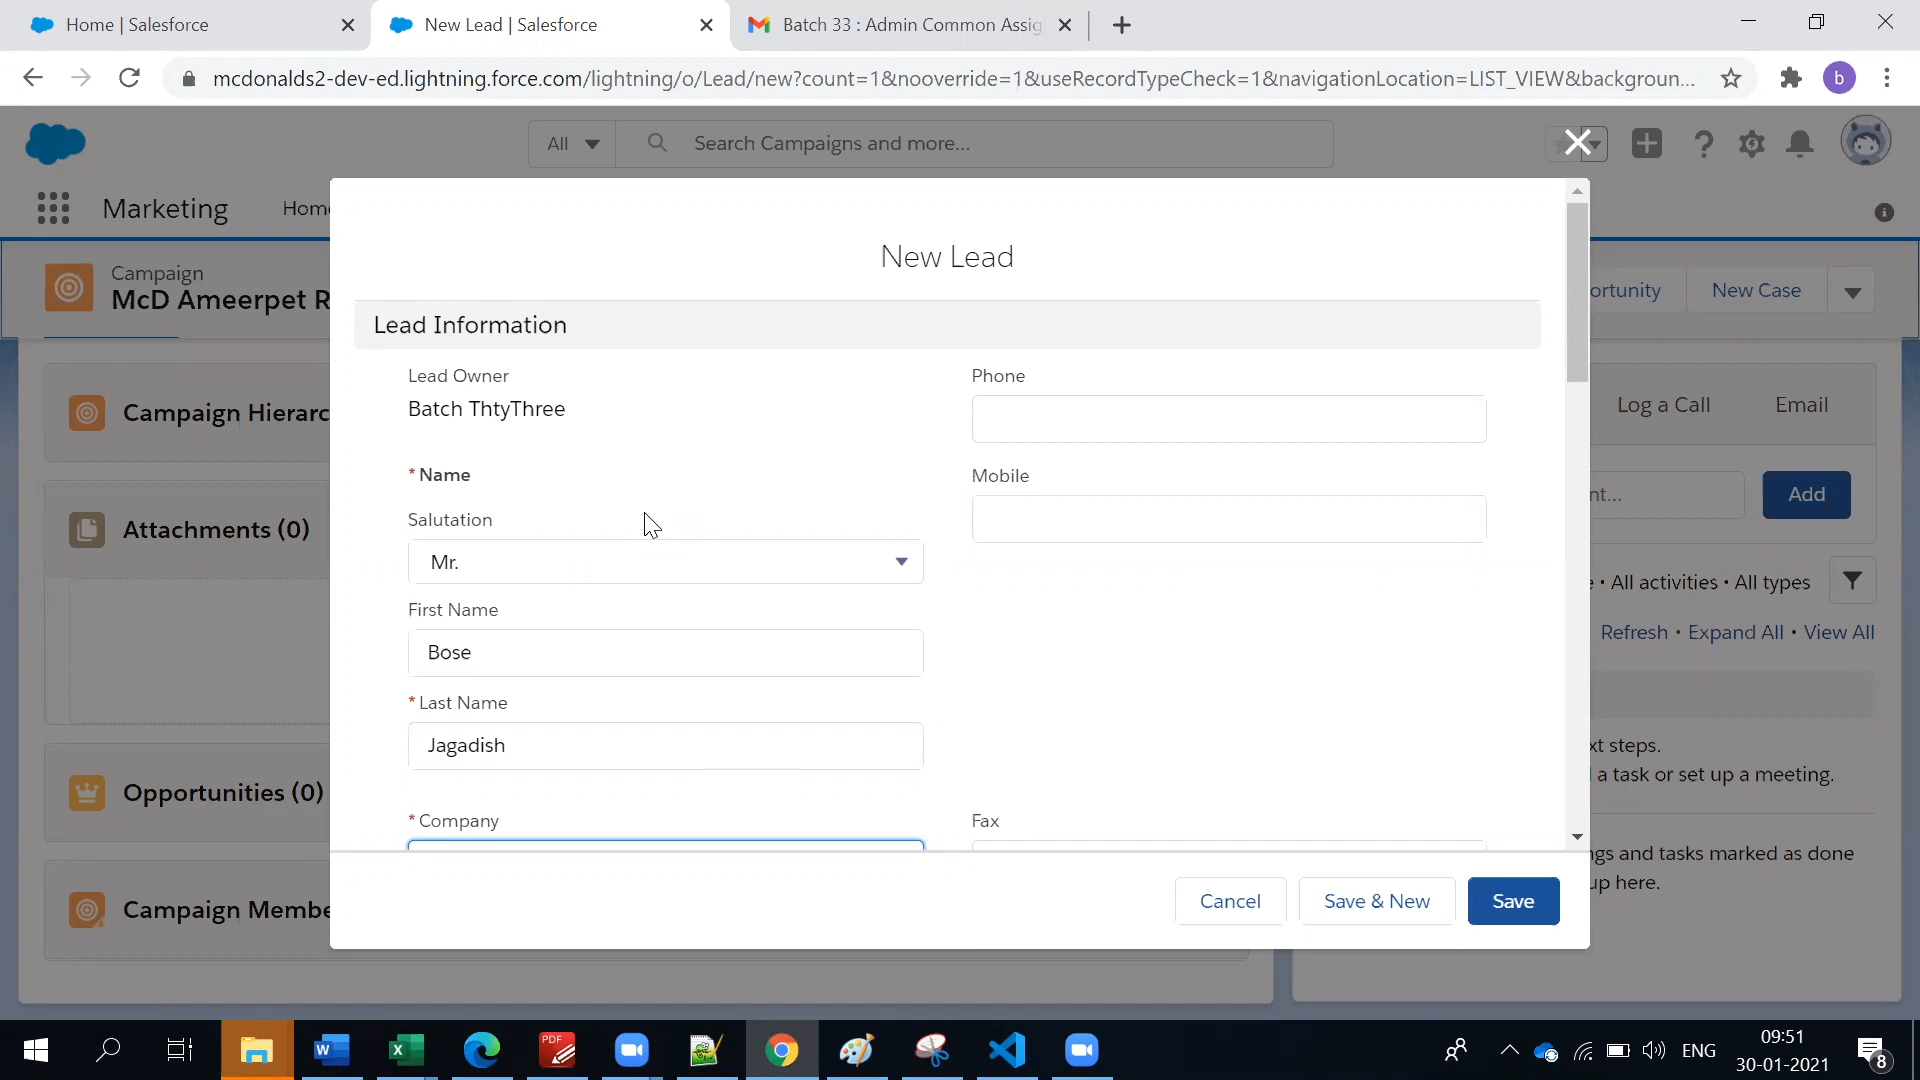 Home | Salesforce
New Lead | Salesforce
Batch 33 : Admin Common Assig
mcdonalds2-dev-ed.lightning.force.com/lightning/o/Lead/new?count=1&nooverride=1&useRecordTypeCheck=1&navigationLocation=LIST_VIEW&backgroun...
b
All
Search Campaigns and more...
Marketing
Hom
Campaign
McD Ameerpet R
ortunity
New Case
New Lead
Lead Information
Lead Owner
Batch ThtyThree
Phone
* Name
Mobile
Salutation
Mr.
First Name
Bose
* Last Name
Jagadish
* Company
Fax
Cancel
Save & New
Save
Campaign Hierarc
Attachments (0)
Opportunities (0)
Campaign Membe
Log a Call
Email
nt...
Add
• All activities • All types
Refresh • Expand All • View All
xt steps.
a task or set up a meeting.
ngs and tasks marked as done
up here.
PDF
ENG
09:51
30-01-2021
8